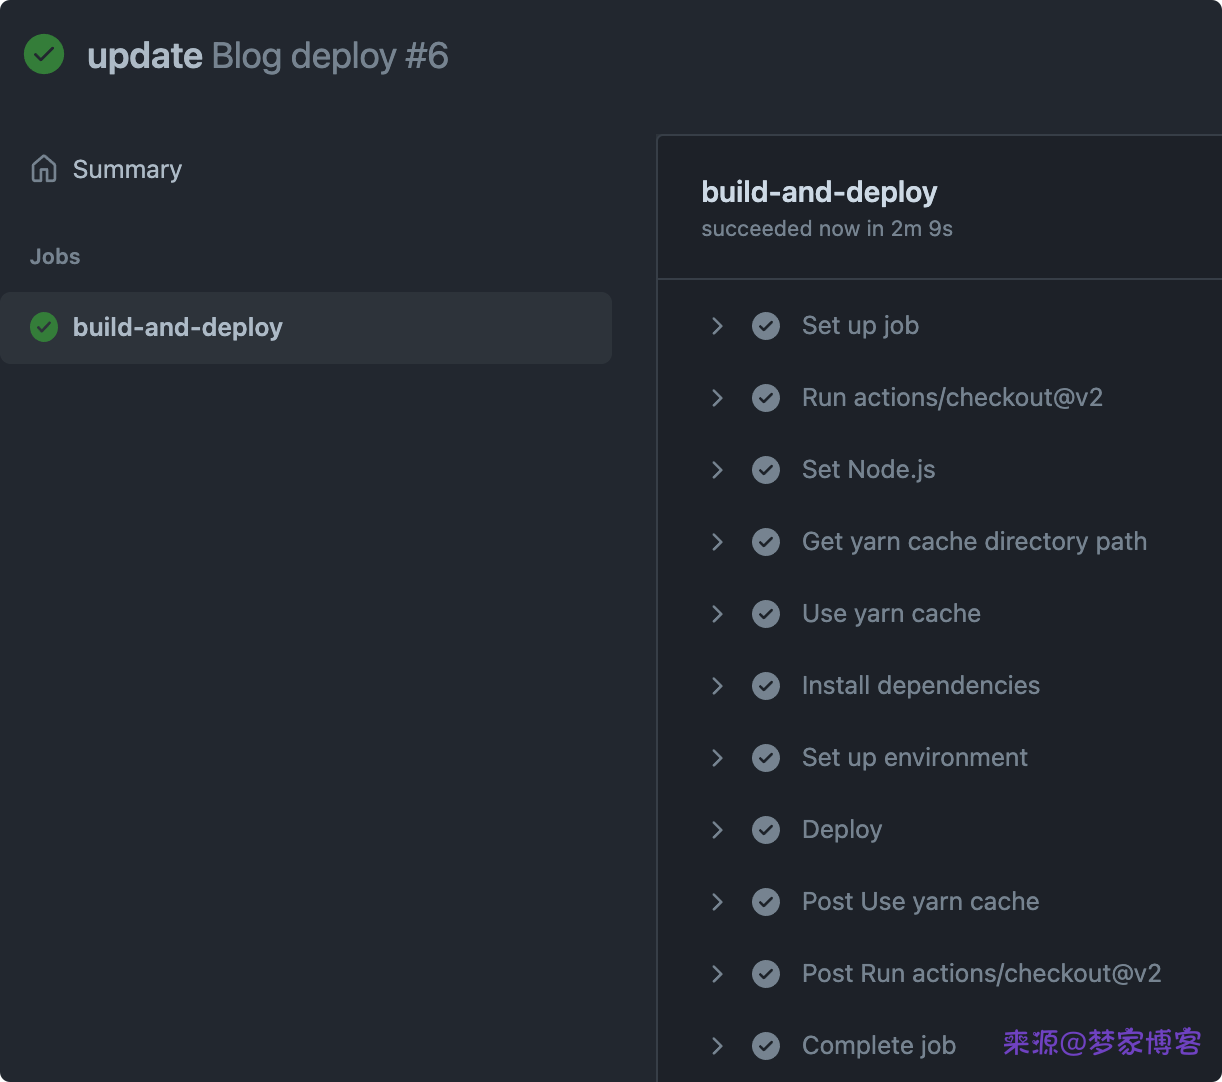 update Blog deploy #6
Summary
Jobs
build-and-deploy
build-and-deploy
succeeded now in 2m 9s
Set up job
Run actions/checkout@v2
Set Node.js
Get yarn cache directory path
Use yarn cache
Install dependencies
Set up environment
Deploy
Post Use yarn cache
Post Run actions/checkout@v2
Complete job
来源@梦家博客